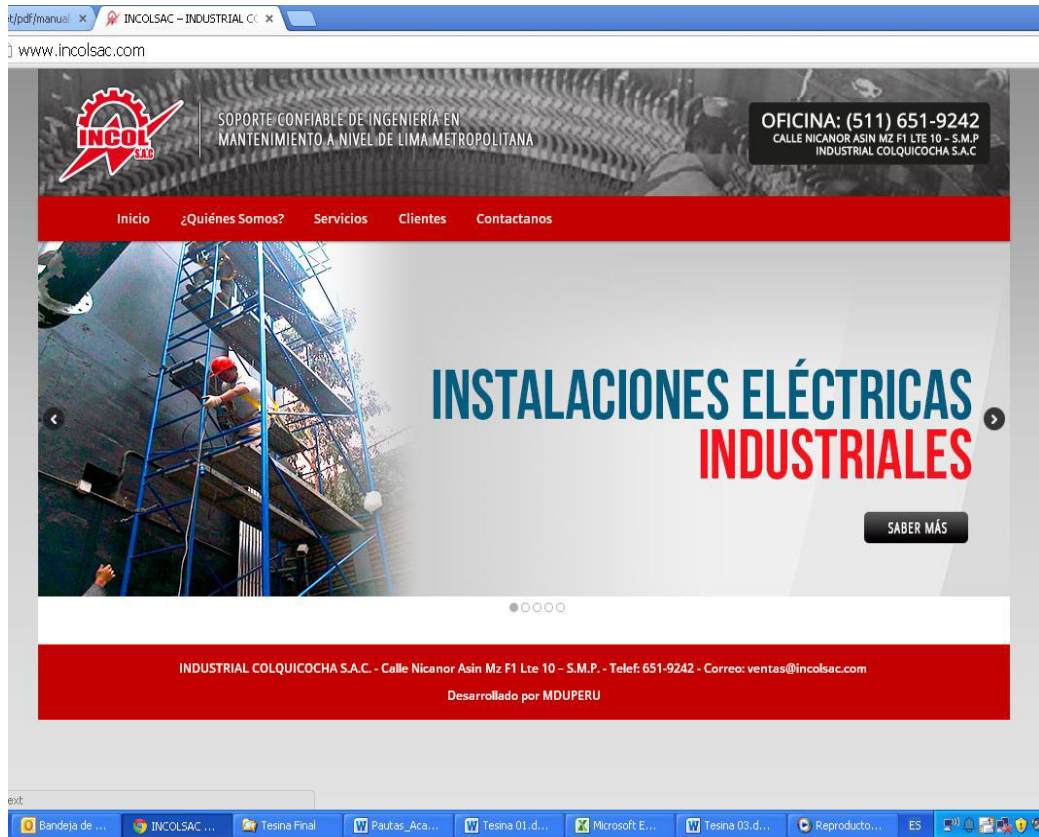 t/pdf/manual
INCOLSAC – INDUSTRIAL C
www.incolsac.com
INCOL
S.A.C
SOPORTE CONFIABLE DE INGENIERÍA EN
MANTENIMIENTO A NIVEL DE LIMA METROPOLITANA
OFICINA: (511) 651-9242
CALLE NICANOR ASIN MZ F1 LTE 10 – S.M.P
INDUSTRIAL COLQUICOCHA S.A.C
Inicio ¿Quiénes Somos? Servicios Clientes Contactanos
INSTALACIONES ELÉCTRICAS
INDUSTRIALES
SABER MÁS
INDUSTRIAL COLQUICOCHA S.A.C. - Calle Nicanor Asin Mz F1 Lte 10 – S.M.P. - Telef: 651-9242 - Correo: ventas@incolsac.com
Desarrollado por MDUPERU
ext
Bandeja de ... INCOLSAC ... Tesina Final Pautas_Aca... Tesina 01.d... Microsoft E... Tesina 03.d... Reproducto... ES